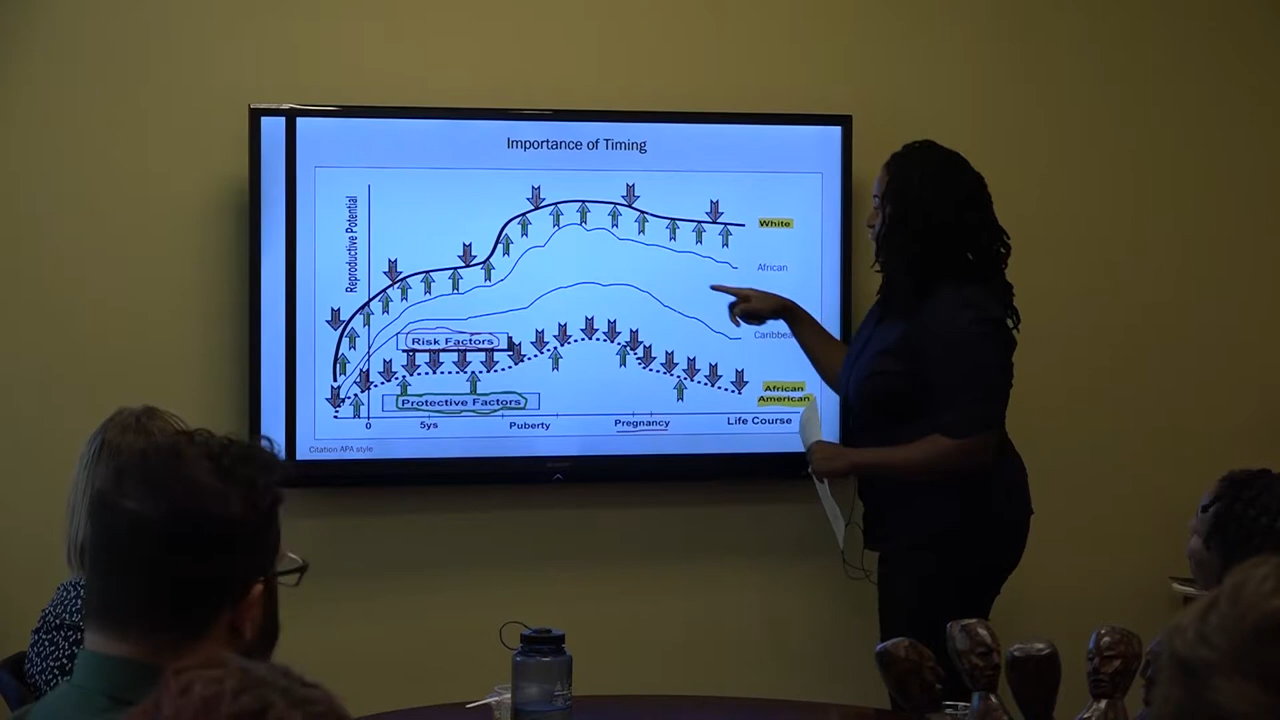 Importance of Timing
Reproductive Potential
White
African
Risk Factors
African
American
Protective Factors
0
5ys
Puberty
Pregnancy
Life Course
Citation APA style